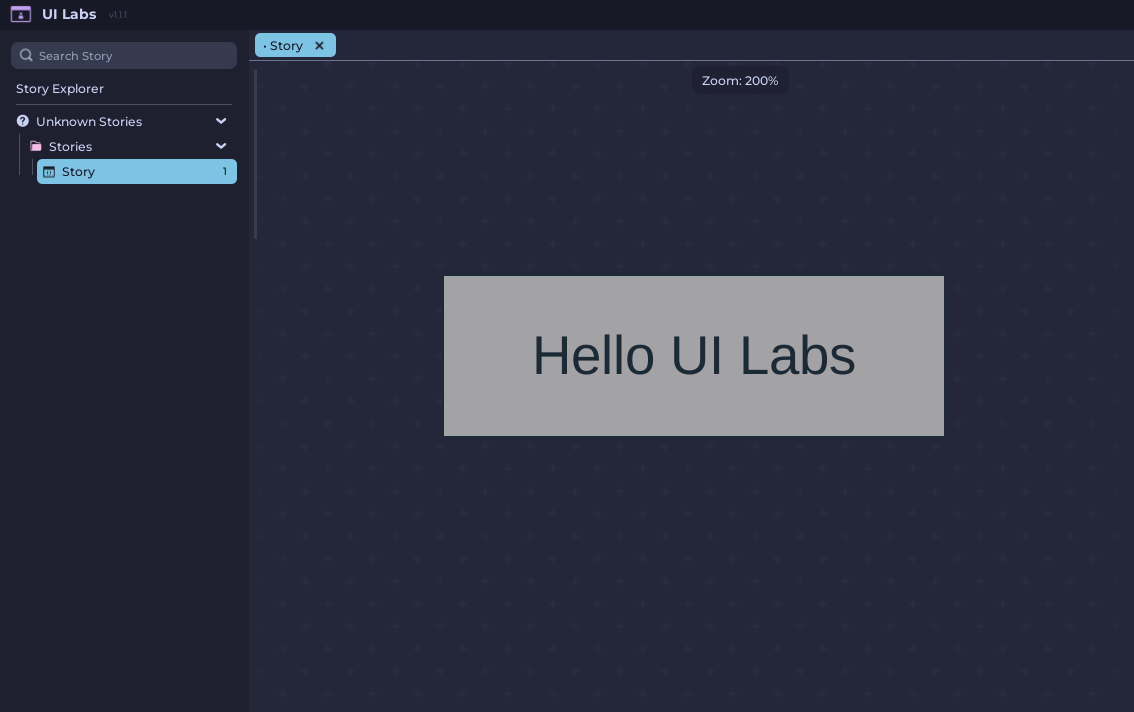 UI Labs v1.1.1
Search Story
Story Explorer
Unknown Stories
Stories
Story 1
• Story
Zoom: 200%
Hello UI Labs